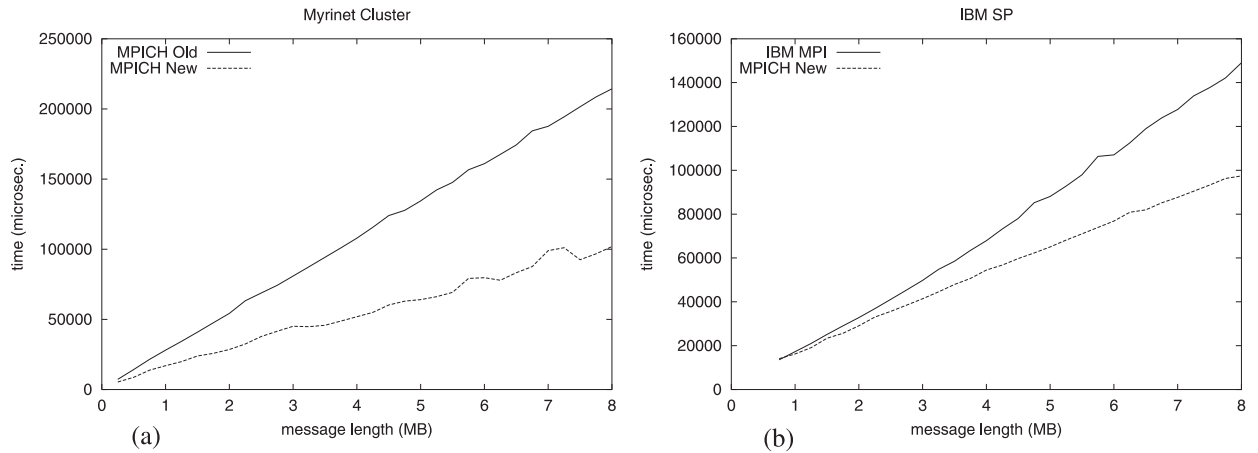 Myrinet Cluster
250000
200000
150000
100000
50000
0
time (microsec.)
MPICH Old
MPICH New
0 1 2 3 4 5 6 7 8
message length (MB)
(a)
IBM SP
160000
140000
120000
100000
80000
60000
40000
20000
0
time (microsec.)
IBM MPI
MPICH New
0 1 2 3 4 5 6 7 8
message length (MB)
(b)